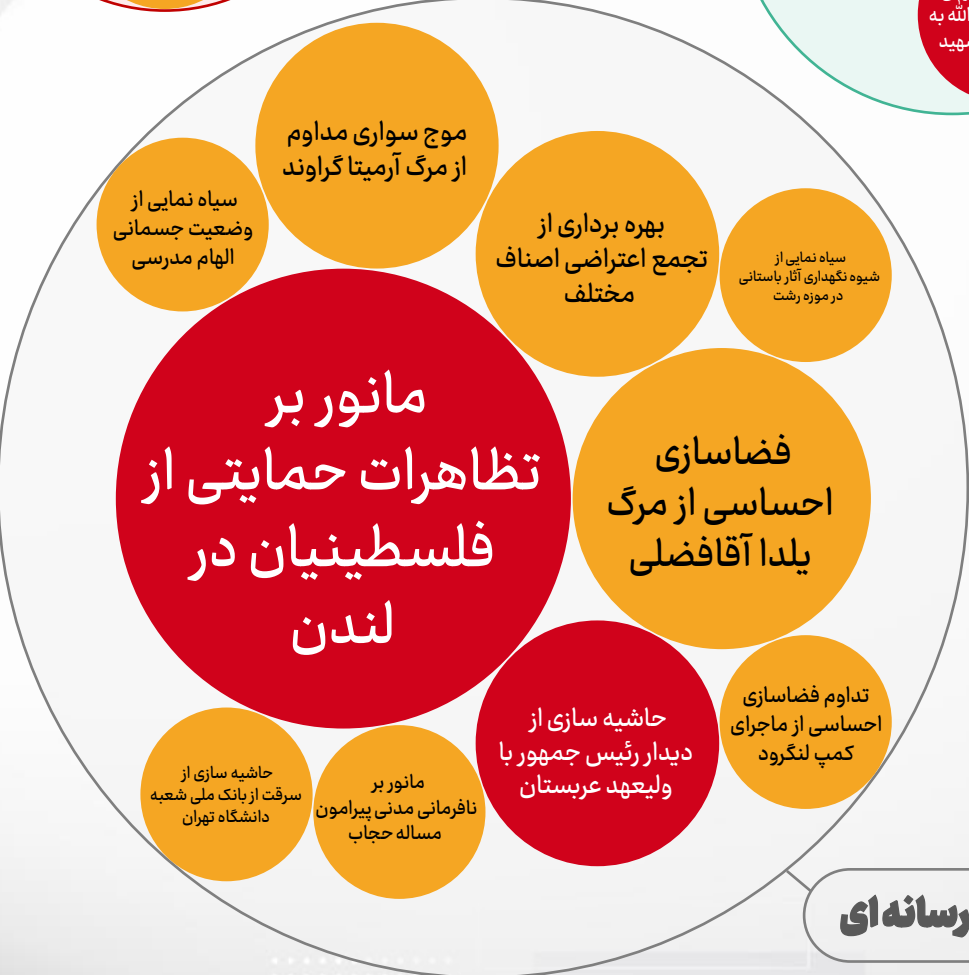 الله به
شهید
موج سواری مداوم
از مرگ آرمیتا گراوند
سیاه نمایی از
وضعیت جسمانی
الهام مدرسی
بهره برداری از
تجمع اعتراضی اصناف
مختلف
سیاه نمایی از
شیوه نگهداری آثار باستانی
در موزه رشت
مانور بر
تظاهرات حمایتی از
فلسطینیان در
لندن
فضاسازی
احساسی از مرگ
یلدا آقافضلی
تداوم فضاسازی
احساسی از ماجرای
کمپ لنگرود
حاشیه سازی از
دیدار رئیس جمهور با
ولیعهد عربستان
مانور بر
نافرمانی مدنی پیرامون
مساله حجاب
حاشیه سازی از
سرقت از بانک ملی شعبه
دانشگاه تهران
رسانه‌ای